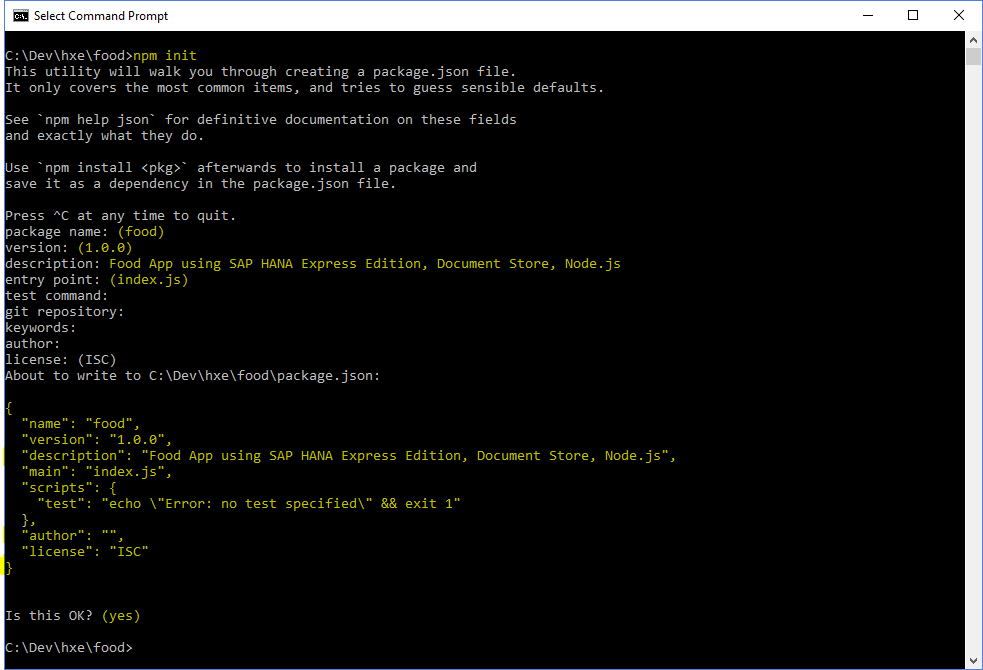 Select Command Prompt
C:\Dev\hxe\food>npm init
This utility will walk you through creating a package.json file.
It only covers the most common items, and tries to guess sensible defaults.
See `npm help json` for definitive documentation on these fields
and exactly what they do.
Use `npm install <pkg>` afterwards to install a package and
save it as a dependency in the package.json file.
Press ^C at any time to quit.
package name: (food)
version: (1.0.0)
description: Food App using SAP HANA Express Edition, Document Store, Node.js
entry point: (index.js)
test command:
git repository:
keywords:
author:
license: (ISC)
About to write to C:\Dev\hxe\food\package.json:
{
  "name": "food",
  "version": "1.0.0",
  "description": "Food App using SAP HANA Express Edition, Document Store, Node.js",
  "main": "index.js",
  "scripts": {
    "test": "echo \"Error: no test specified\" && exit 1"
  },
  "author": "",
  "license": "ISC"
}
Is this OK? (yes)
C:\Dev\hxe\food>